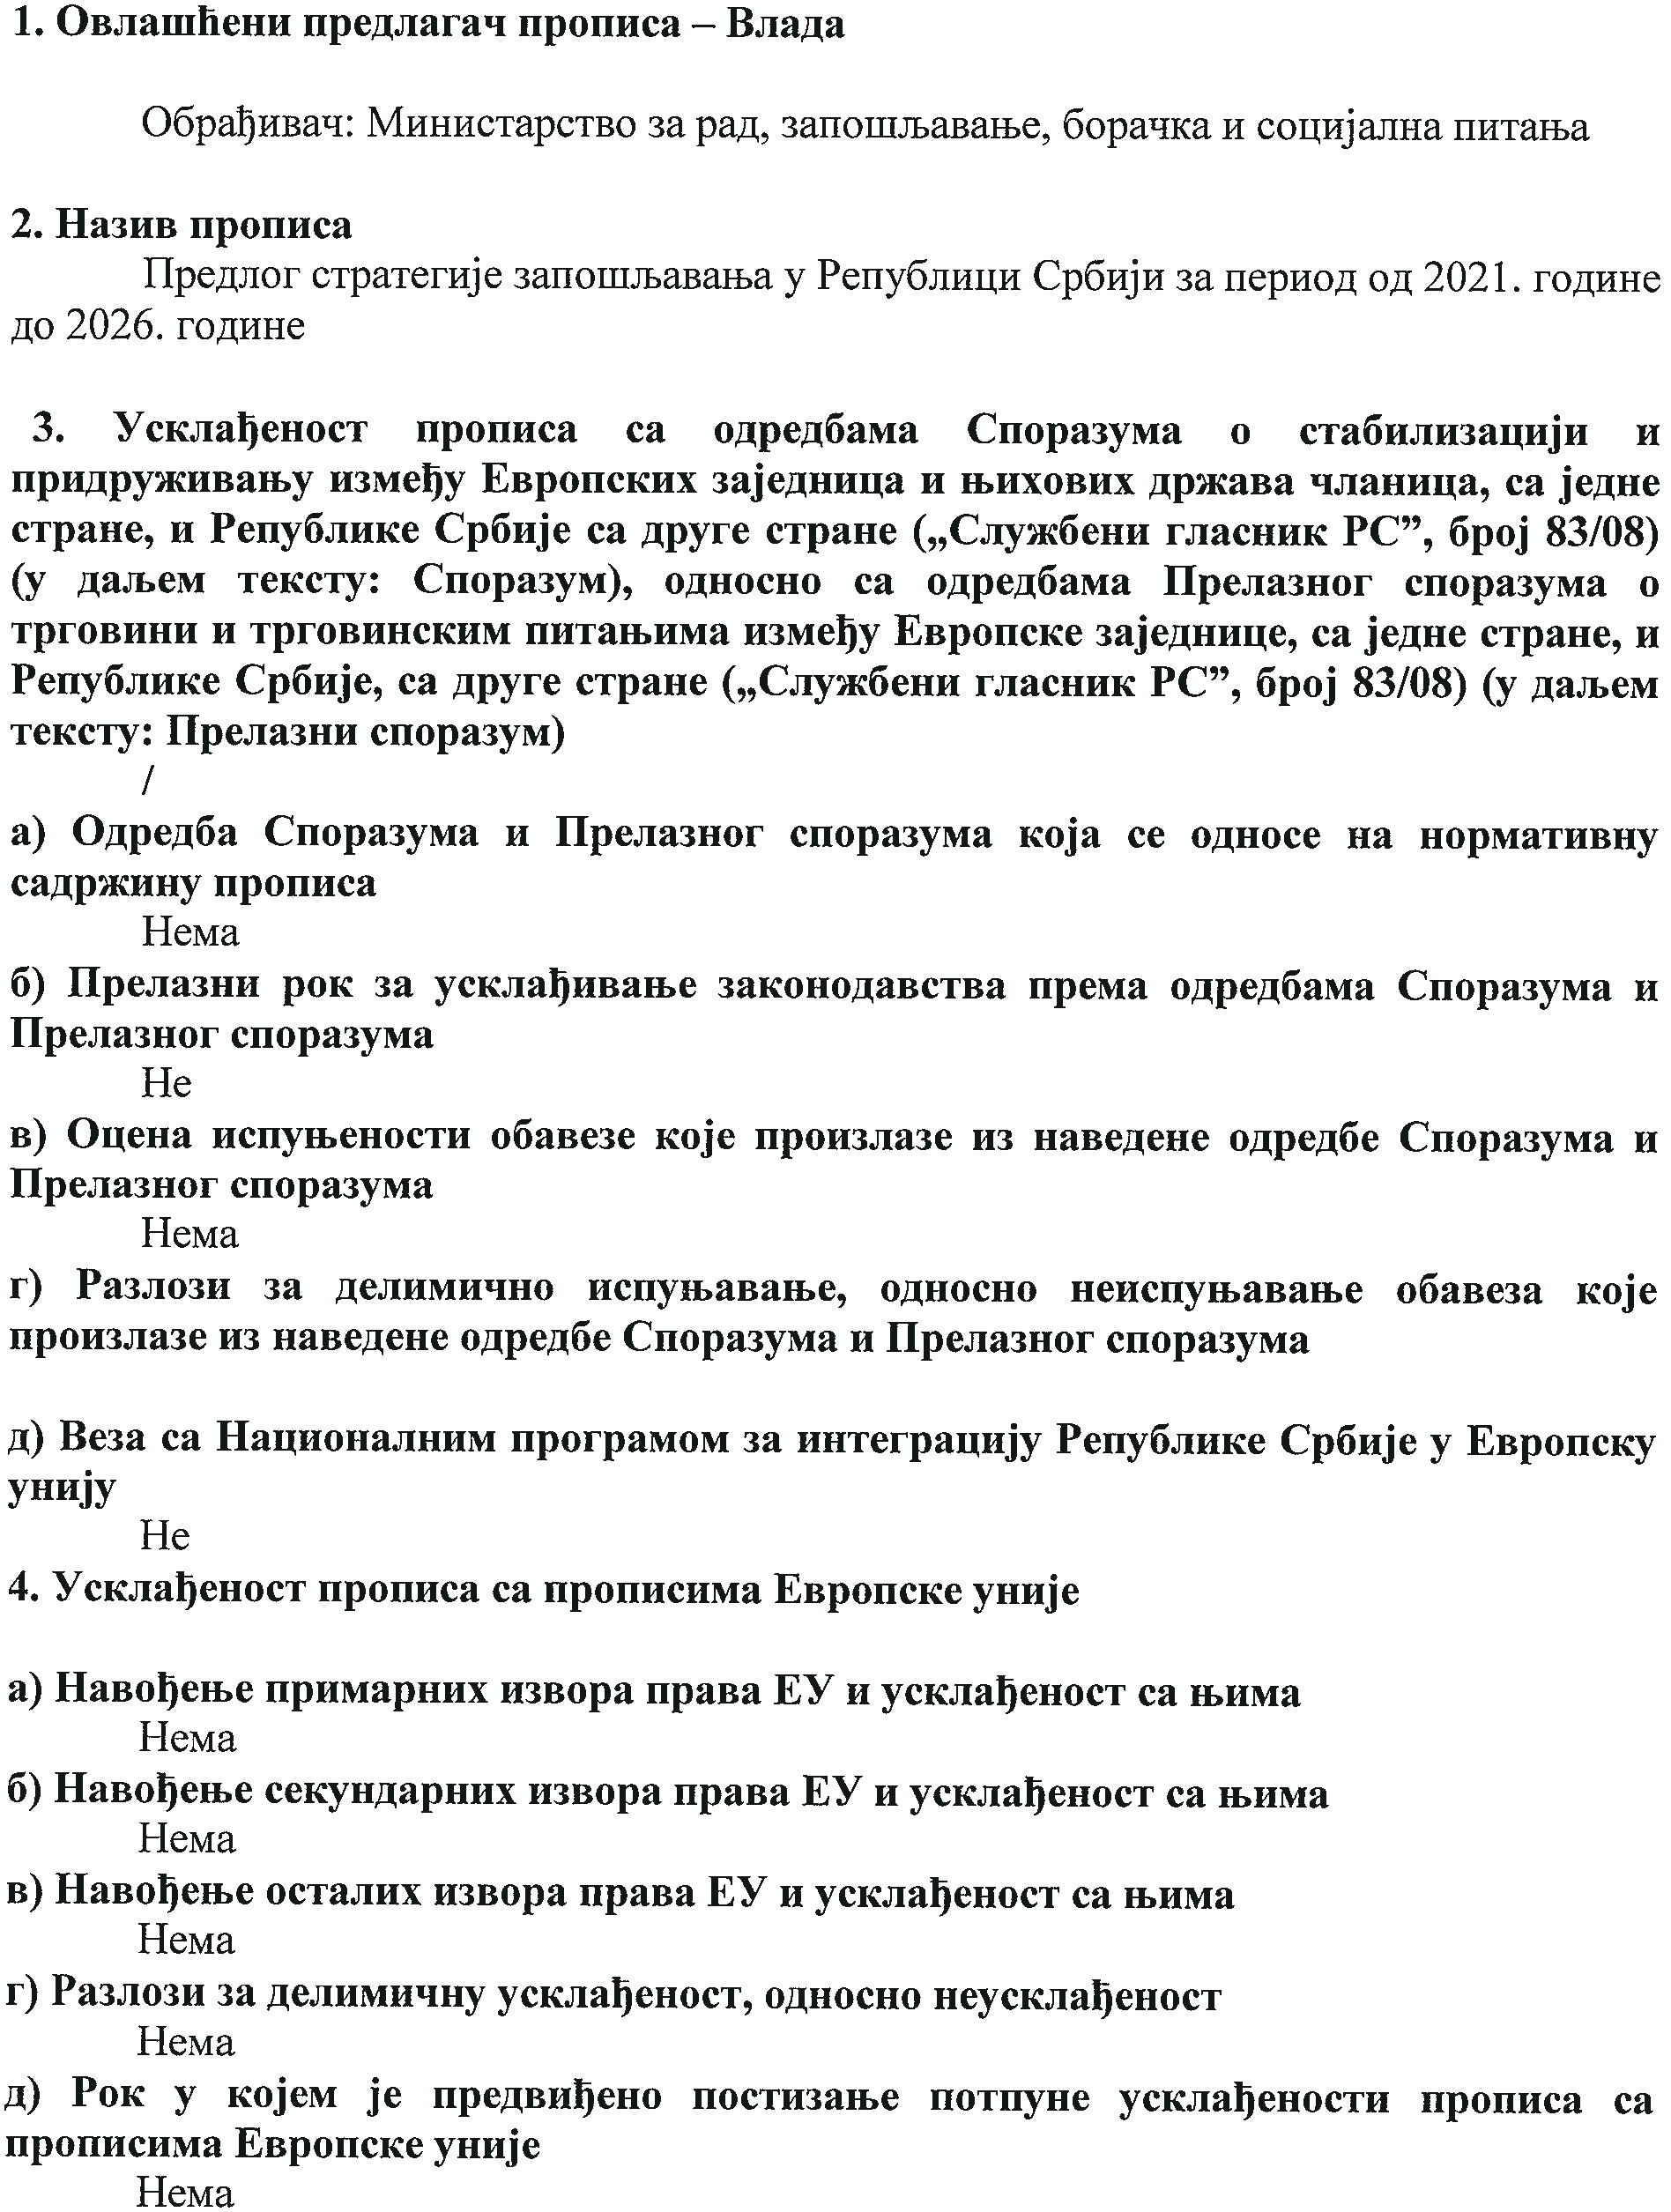 1. Овлашћени предлагач прописа – Влада
Обрађивач: Министарство за рад, запошљавање, борачка и социјална питања
2. Назив прописа
Предлог стратегије запошљавања у Републици Србији за период од 2021. године
до 2026. године
3. Усклађеност прописа са одредбама Споразума о стабилизацији и
придруживању између Европских заједница и њихових држава чланица, са једне
стране, и Републике Србије са друге стране („Службени гласник РС”, број 83/08)
(у даљем тексту: Споразум), односно са одредбама Прелазног споразума о
трговини и трговинским питањима између Европске заједнице, са једне стране, и
Републике Србије, са друге стране („Службени гласник РС”, број 83/08) (у даљем
тексту: Прелазни споразум)
/
а) Одредба Споразума и Прелазног споразума која се односе на нормативну
садржину прописа
Нема
б) Прелазни рок за усклађивање законодавства према одредбама Споразума и
Прелазног споразума
Не
в) Оцена испуњености обавезе које произлазе из наведене одредбе Споразума и
Прелазног споразума
Нема
г) Разлози за делимично испуњавање, односно неиспуњавање обавеза које
произлазе из наведене одредбе Споразума и Прелазног споразума
д) Веза са Националним програмом за интеграцију Републике Србије у Европску
унију
Не
4. Усклађеност прописа са прописима Европске уније
а) Навођење примарних извора права ЕУ и усклађеност са њима
Нема
б) Навођење секундарних извора права ЕУ и усклађеност са њима
Нема
в) Навођење осталих извора права ЕУ и усклађеност са њима
Нема
г) Разлози за делимичну усклађеност, односно неусклађеност
Нема
д) Рок у којем је предвиђено постизање потпуне усклађености прописа са
прописима Европске уније
Нема